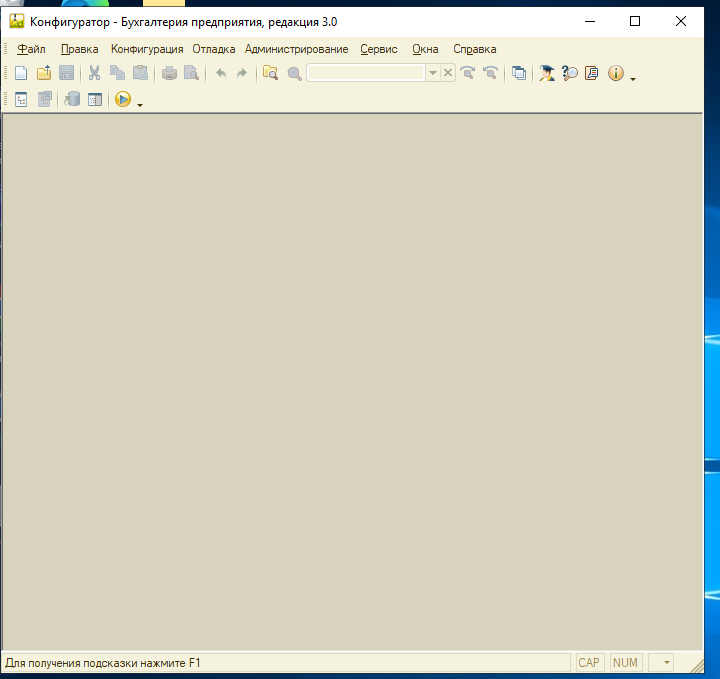 Конфигуратор - Бухгалтерия предприятия, редакция 3.0
Файл Правка Конфигурация Отладка Администрирование Сервис Окна Справка
Для получения подсказки нажмите F1 CAP NUM